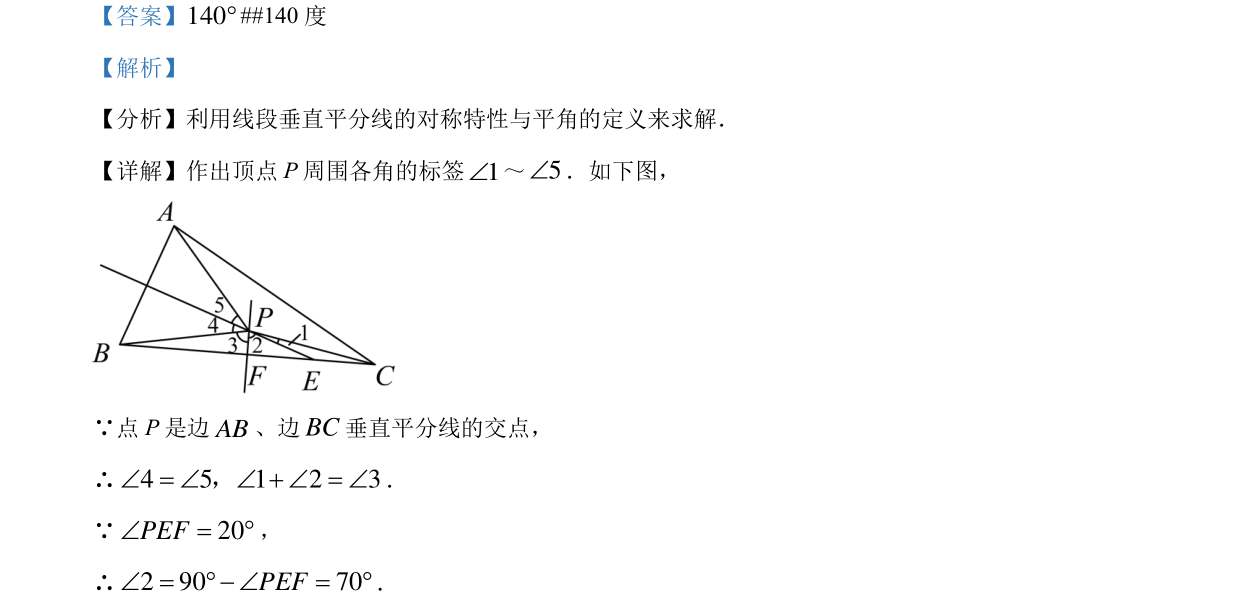 【答案】140°##140 度
【解析】
【分析】利用线段垂直平分线的对称特性与平角的定义来求解．
【详解】作出顶点 P 周围各角的标签∠1～∠5．如下图，
A
5
P
4
1
B
3
2
F
E
C
∵点 P 是边 AB 、边 BC 垂直平分线的交点，
∴∠4=∠5，∠1+∠2=∠3．
∵∠PEF=20°，
∴∠2=90°−∠PEF=70°．